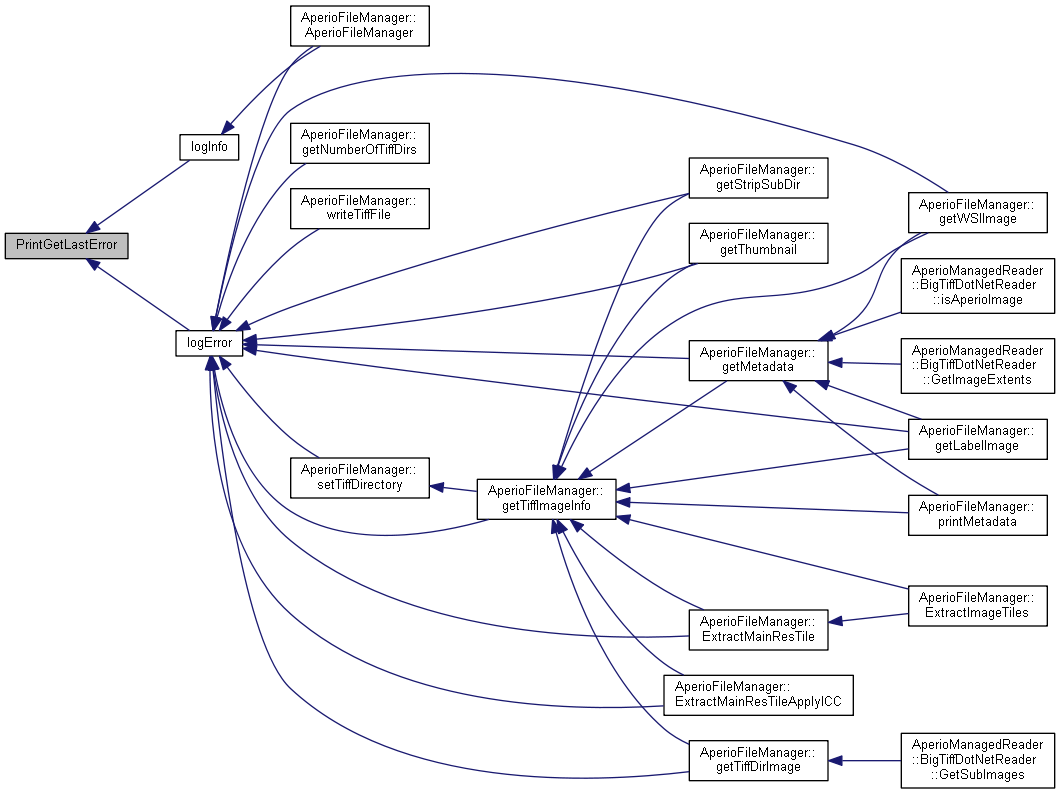 PrintGetLastError
logInfo
logError
AperioFileManager::
AperioFileManager
AperioFileManager::
getNumberOfTiffDirs
AperioFileManager::
writeTiffFile
AperioFileManager::
setTiffDirectory
AperioFileManager::
getTiffImageInfo
AperioFileManager::
getStripSubDir
AperioFileManager::
getThumbnail
AperioFileManager::
getMetadata
AperioFileManager::
ExtractMainResTile
AperioFileManager::
ExtractMainResTileApplyICC
AperioFileManager::
getTiffDirImage
AperioFileManager::
getWSIImage
AperioManagedReader
::BigTiffDotNetReader
::isAperioImage
AperioManagedReader
::BigTiffDotNetReader
::GetImageExtents
AperioFileManager::
getLabelImage
AperioFileManager::
printMetadata
AperioFileManager::
ExtractImageTiles
AperioManagedReader
::BigTiffDotNetReader
::GetSubImages